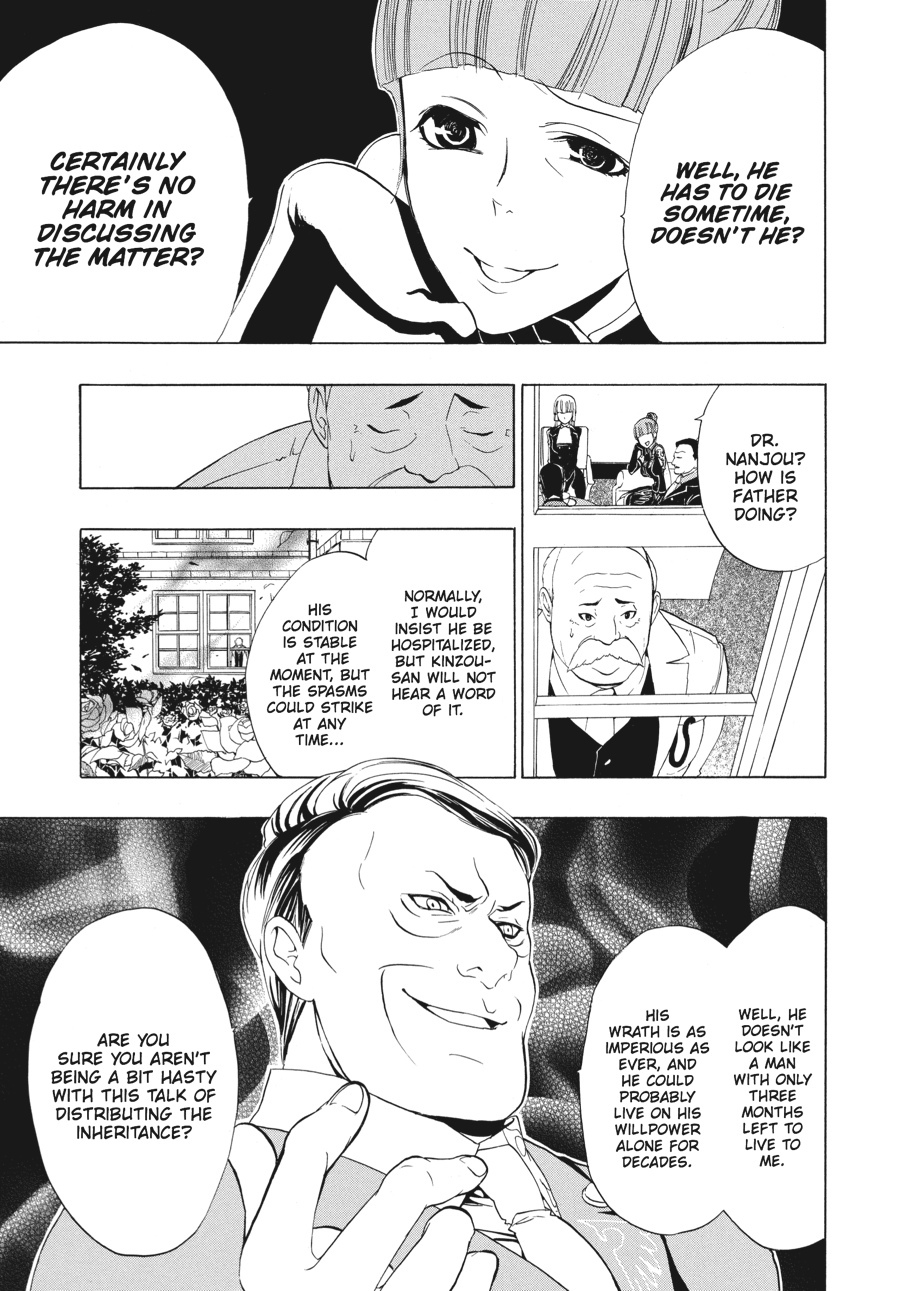 WELL, HE
HAS TO DIE
SOMETIME,
DOESN'T HE?
CERTAINLY
THERE'S NO
HARM IN
DISCUSSING
THE MATTER?
DR.
NANJOU?
HOW IS
FATHER
DOING?
NORMALLY,
I WOULD
INSIST HE BE
HOSPITALIZED,
BUT KINZOU-
SAN WILL NOT
HEAR A WORD
OF IT.
HIS
CONDITION
IS STABLE
AT THE
MOMENT, BUT
THE SPASMS
COULD STRIKE
AT ANY
TIME...
WELL, HE
DOESN'T
LOOK LIKE
A MAN
WITH ONLY
THREE
MONTHS
LEFT TO
LIVE TO
ME.
HIS
WRATH IS AS
IMPERIOUS AS
EVER, AND
HE COULD
PROBABLY
LIVE ON HIS
WILLPOWER
ALONE FOR
DECADES.
ARE YOU
SURE YOU AREN'T
BEING A BIT HASTY
WITH THIS TALK OF
DISTRIBUTING THE
INHERITANCE?